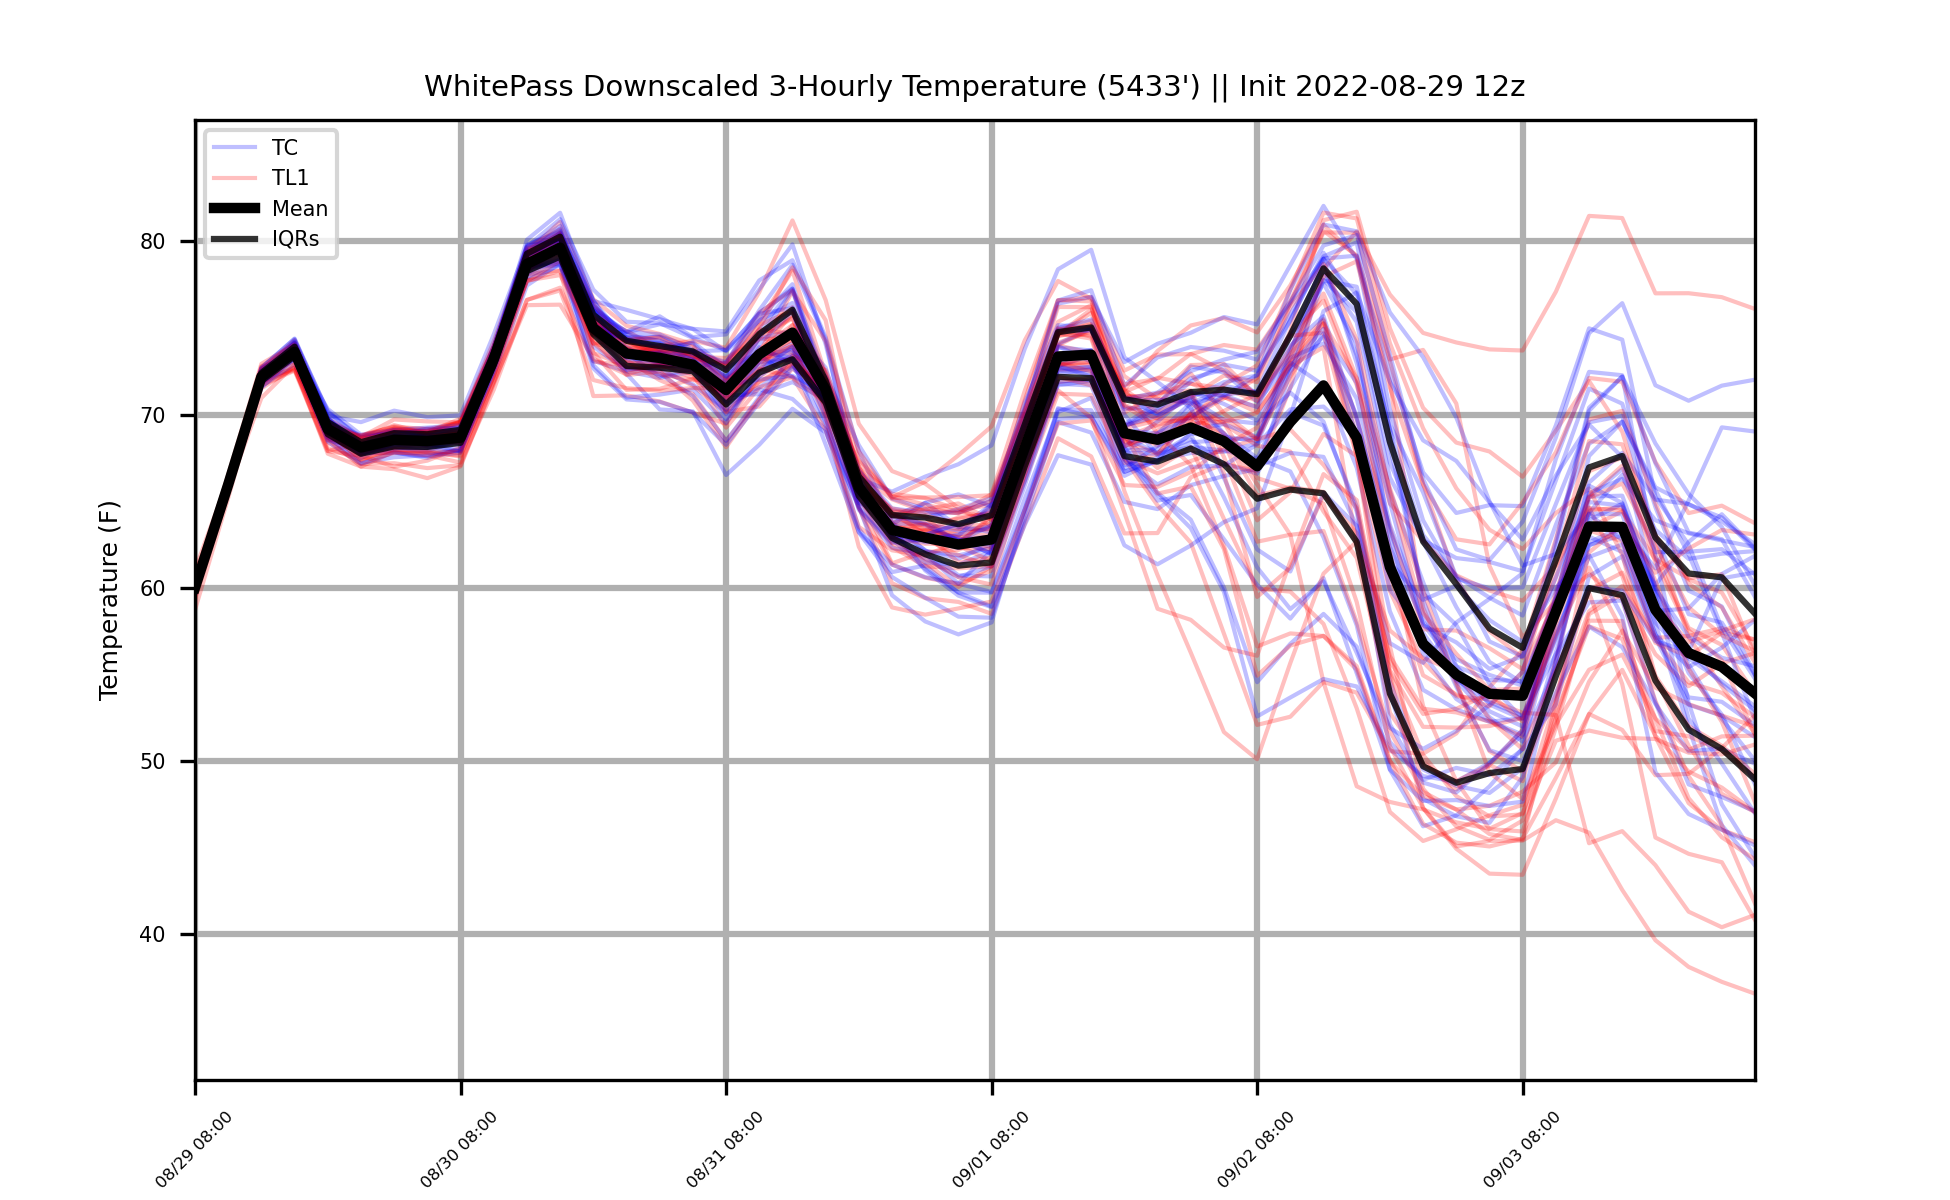 WhitePass Downscaled 3-Hourly Temperature (5433') || Init 2022-08-29 12z
TC
TL1
Mean
IQRs
Temperature (F)
80
70
60
50
40
08/29 08:00
08/30 08:00
08/31 08:00
09/01 08:00
09/02 08:00
09/03 08:00